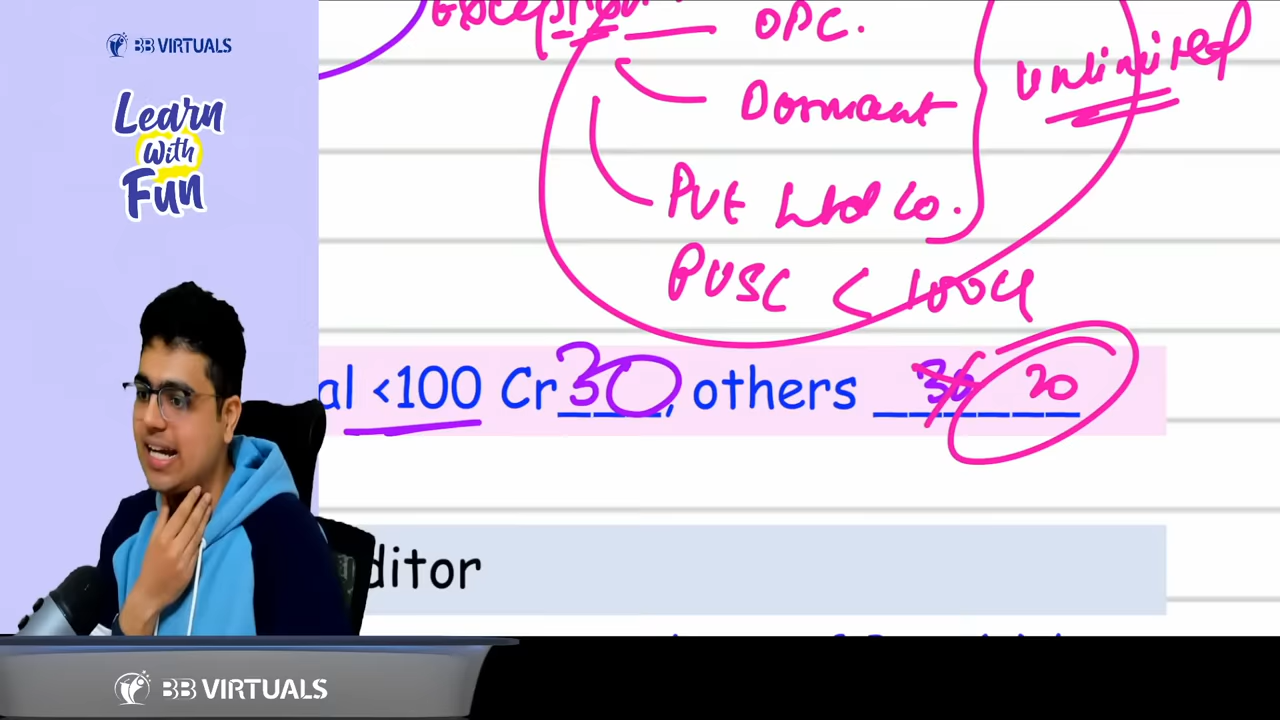 BB VIRTUALS
Learn
With
Fun
OPC.
Dormant
Unlimited
Pvt Ltd Co.
PUSC < 100 Cr
al <100 Cr 30, others 30 20
ditor
BB VIRTUALS